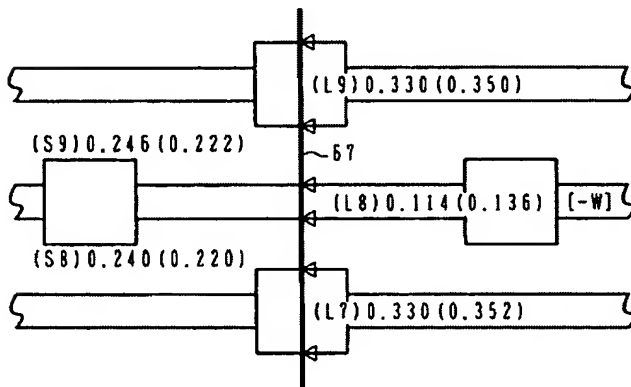 (L9)0.330(0.350)
(S9)0.246(0.222)
67
(L8)0.114(0.136)
[-W]
(S8)0.240(0.220)
(L7)0.330(0.352)